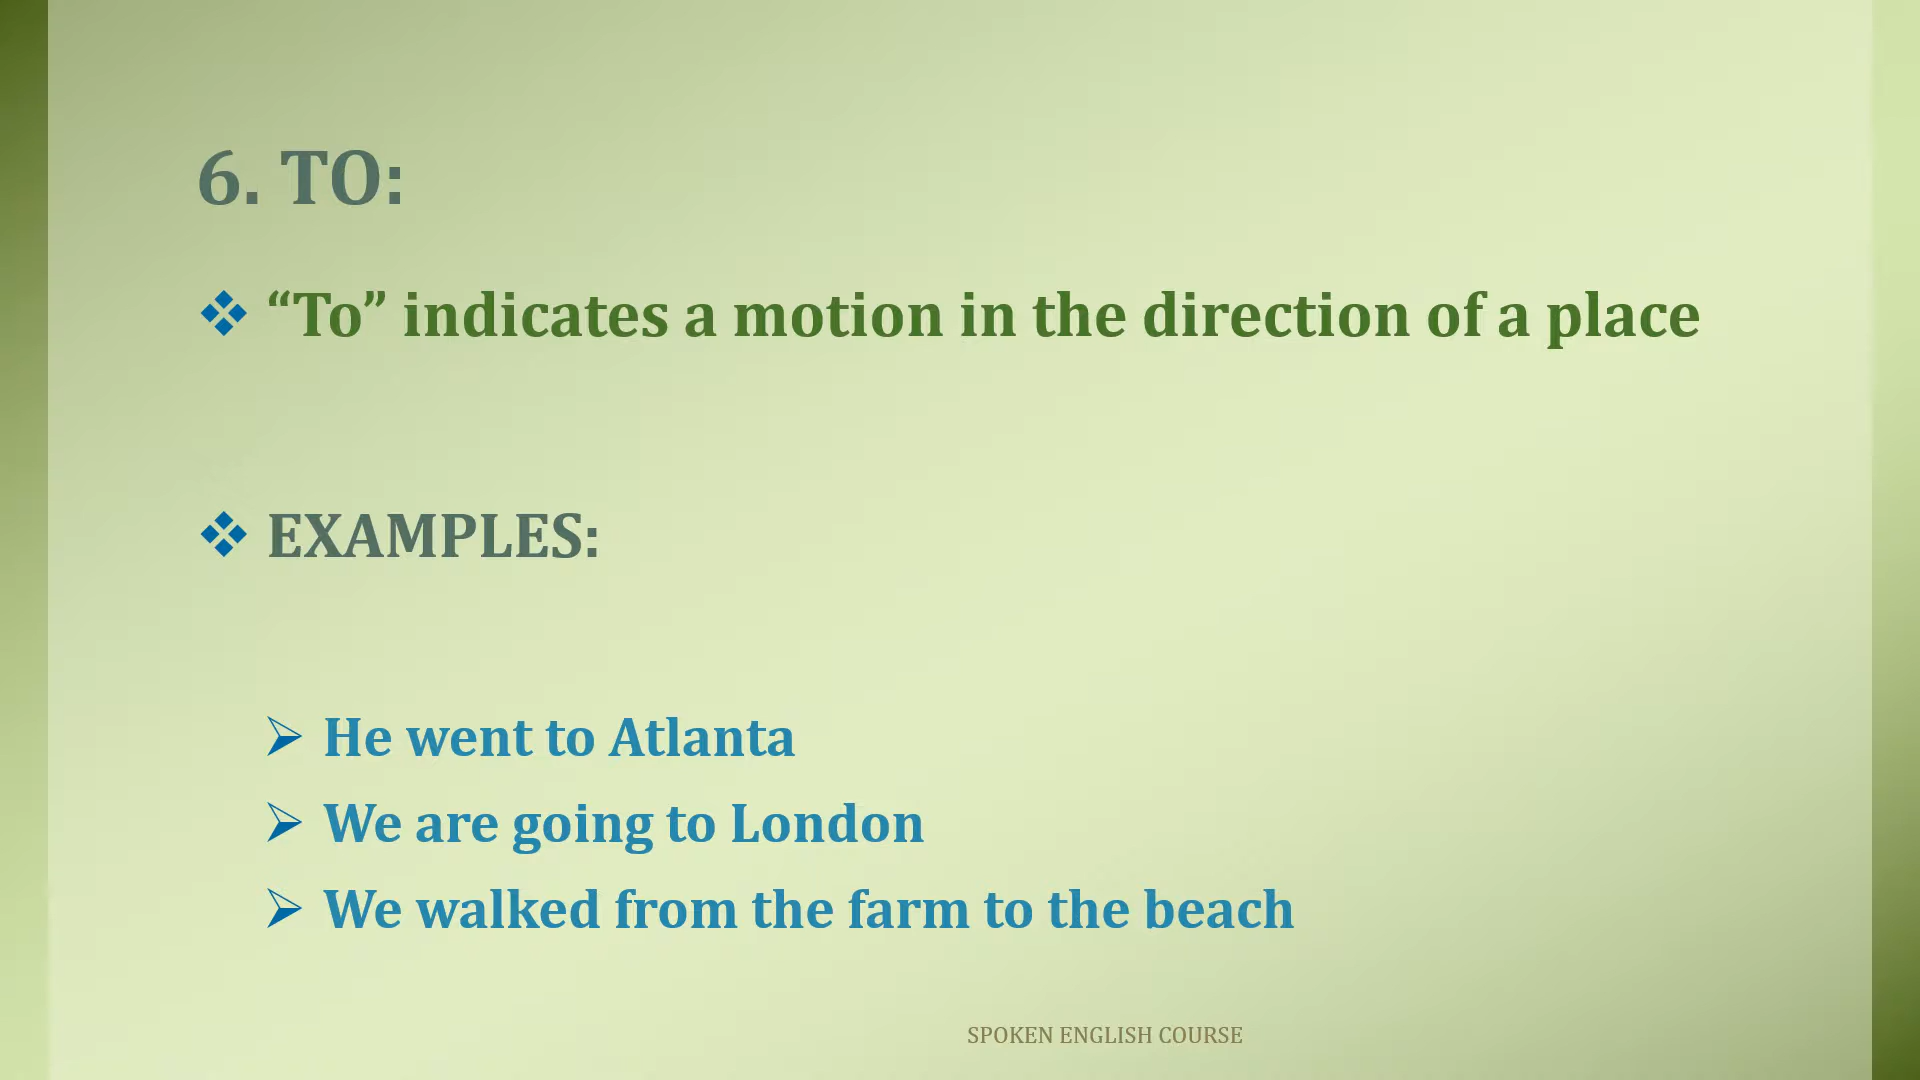 6. TO:
“To” indicates a motion in the direction of a place
EXAMPLES:
He went to Atlanta
We are going to London
We walked from the farm to the beach
SPOKEN ENGLISH COURSE